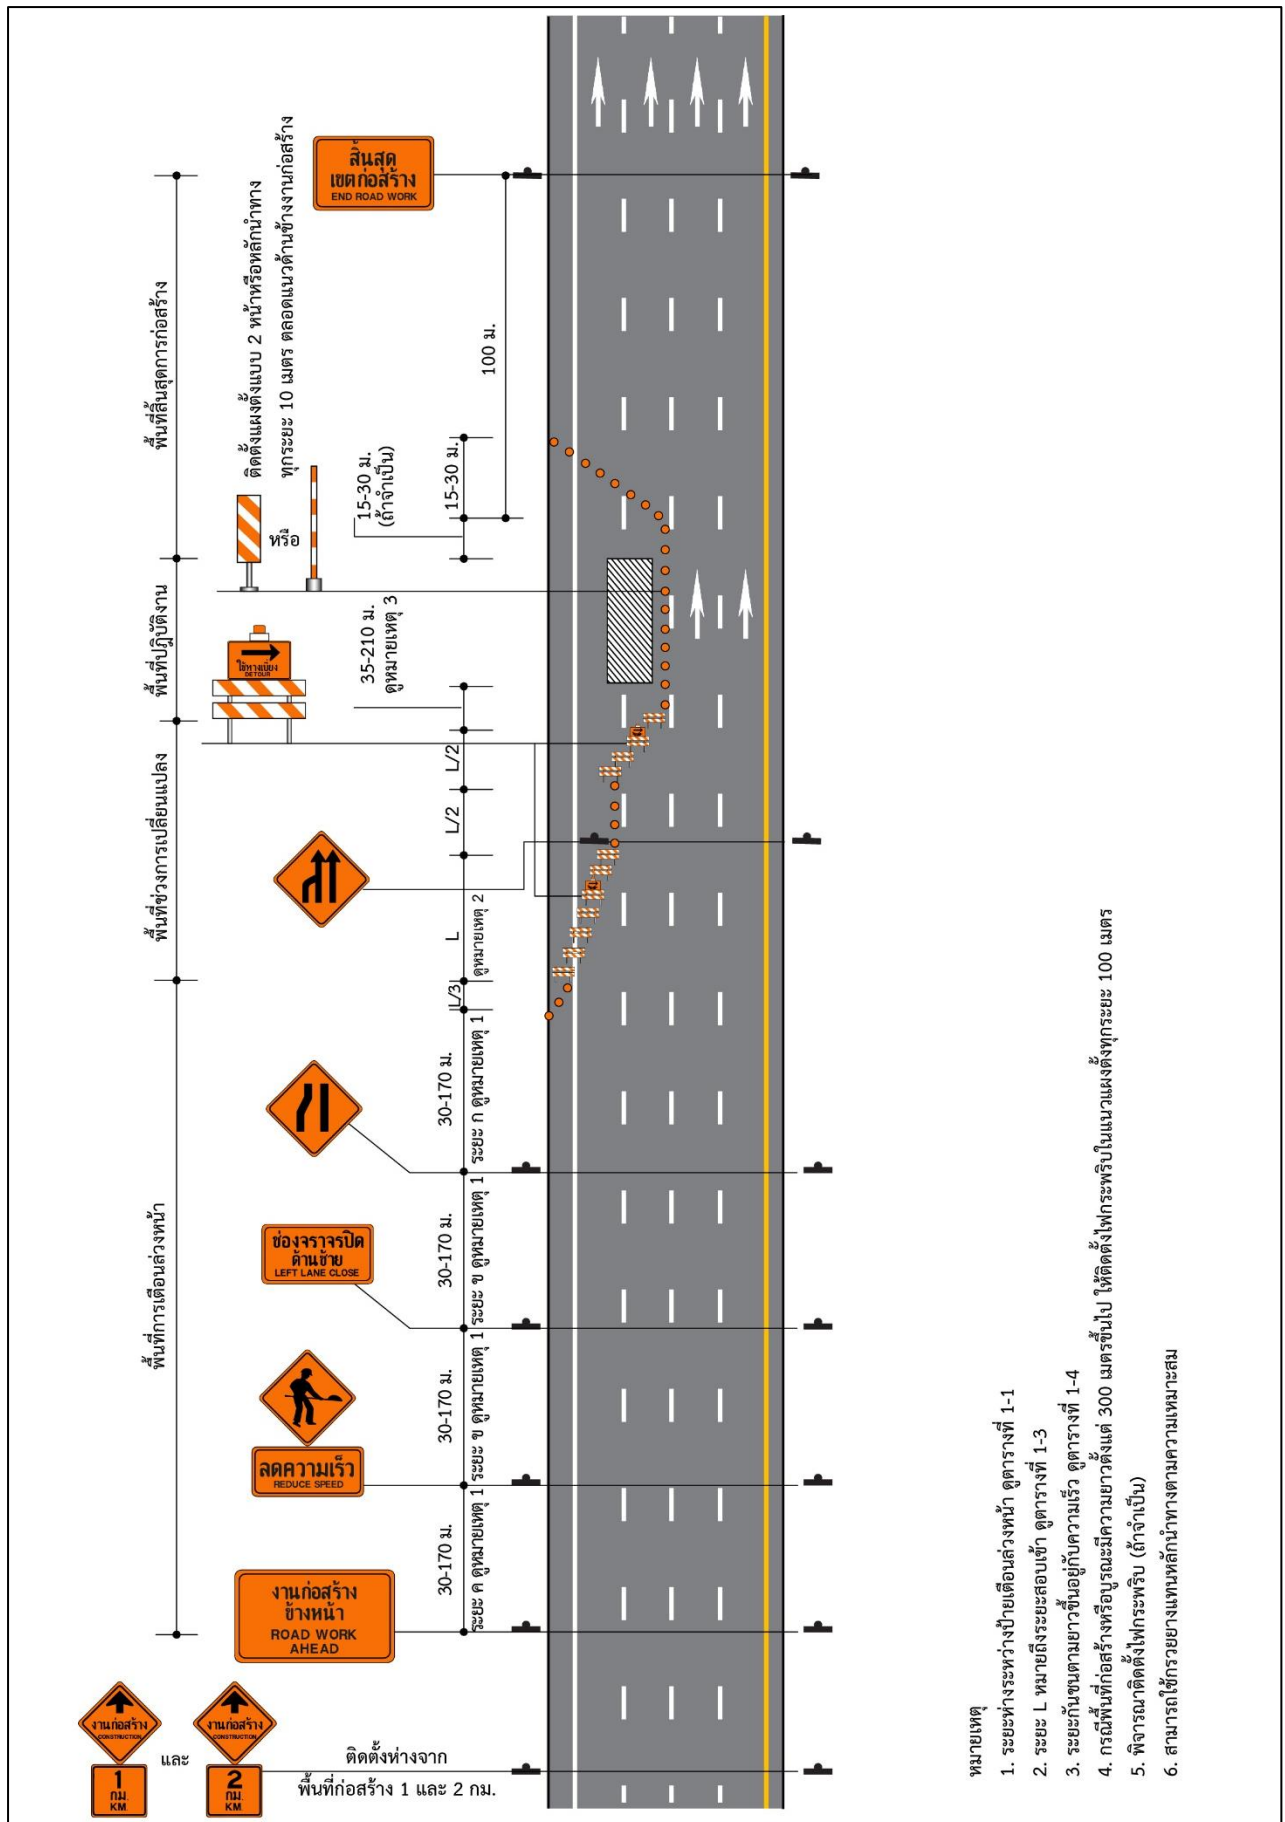 สิ้นสุด
เขตก่อสร้าง
END ROAD WORK
ติดตั้งแผงตั้งแบบ 2 หน้าหรือหลักนำทาง
ทุกระยะ 10 เมตร ตลอดแนวด้านข้างงานก่อสร้าง
พื้นที่สิ้นสุดการก่อสร้าง
100 ม.
15-30 ม.
15-30 ม.
(ถ้าจำเป็น)
หรือ
พื้นที่ปฏิบัติงาน
ใช้ทางเบี่ยง
DETOUR
35-210 ม.
ดูหมายเหตุ 3
พื้นที่ช่วงการเปลี่ยนแปลง
L/2
L/2
L
ดูหมายเหตุ 2
L/3
พื้นที่การเตือนล่วงหน้า
30-170 ม.
ระยะ ก ดูหมายเหตุ 1
ช่องจราจรปิด
ด้านซ้าย
LEFT LANE CLOSE
30-170 ม.
ระยะ ข ดูหมายเหตุ 1
ลดความเร็ว
REDUCE SPEED
30-170 ม.
ระยะ ข ดูหมายเหตุ 1
งานก่อสร้าง
ข้างหน้า
ROAD WORK
AHEAD
30-170 ม.
ระยะ ค ดูหมายเหตุ 1
งานก่อสร้าง
CONSTRUCTION
1
กม.
KM.
และ
งานก่อสร้าง
CONSTRUCTION
2
กม.
KM.
ติดตั้งห่างจาก
พื้นที่ก่อสร้าง 1 และ 2 กม.
หมายเหตุ
1. ระยะห่างระหว่างป้ายเตือนล่วงหน้า ดูตารางที่ 1-1
2. ระยะ L หมายถึงระยะสอบเข้า ดูตารางที่ 1-3
3. ระยะกันชนตามยาวขึ้นอยู่กับความเร็ว ดูตารางที่ 1-4
4. กรณีพื้นที่ก่อสร้างหรือบูรณะมีความยาวตั้งแต่ 300 เมตรขึ้นไป ให้ติดตั้งไฟกระพริบในแนวแผงตั้งทุกระยะ 100 เมตร
5. พิจารณาติดตั้งไฟกระพริบ (ถ้าจำเป็น)
6. สามารถใช้กรวยยางแทนหลักนำทางตามความเหมาะสม